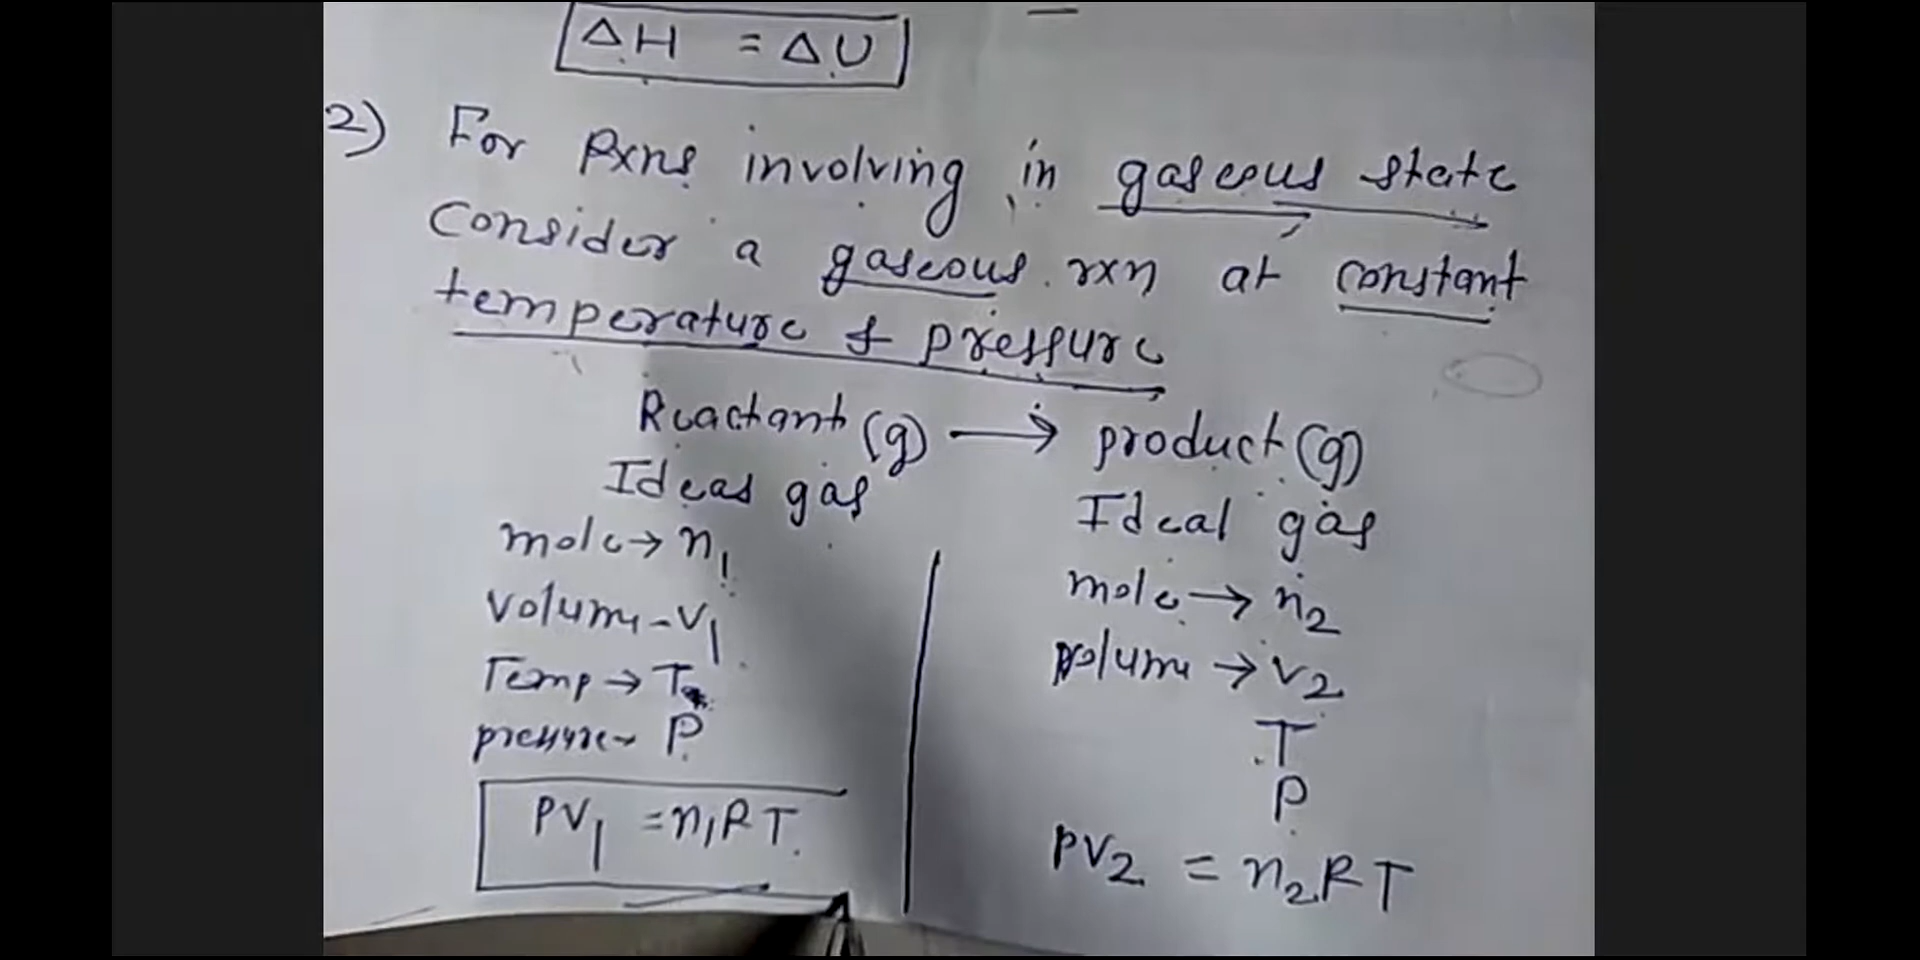 ΔH = ΔU
2) For Rxns involving in gaseous state
Consider a gaseous rxn at constant
temperature & pressure
Reactant (g) → product (g)
Ideas gas Ideal gas
mole → n₁ mole → n₂
volume - V₁ volume → V₂
Temp → T T
pressure → P P
PV₁ = n₁RT. PV₂ = n₂RT